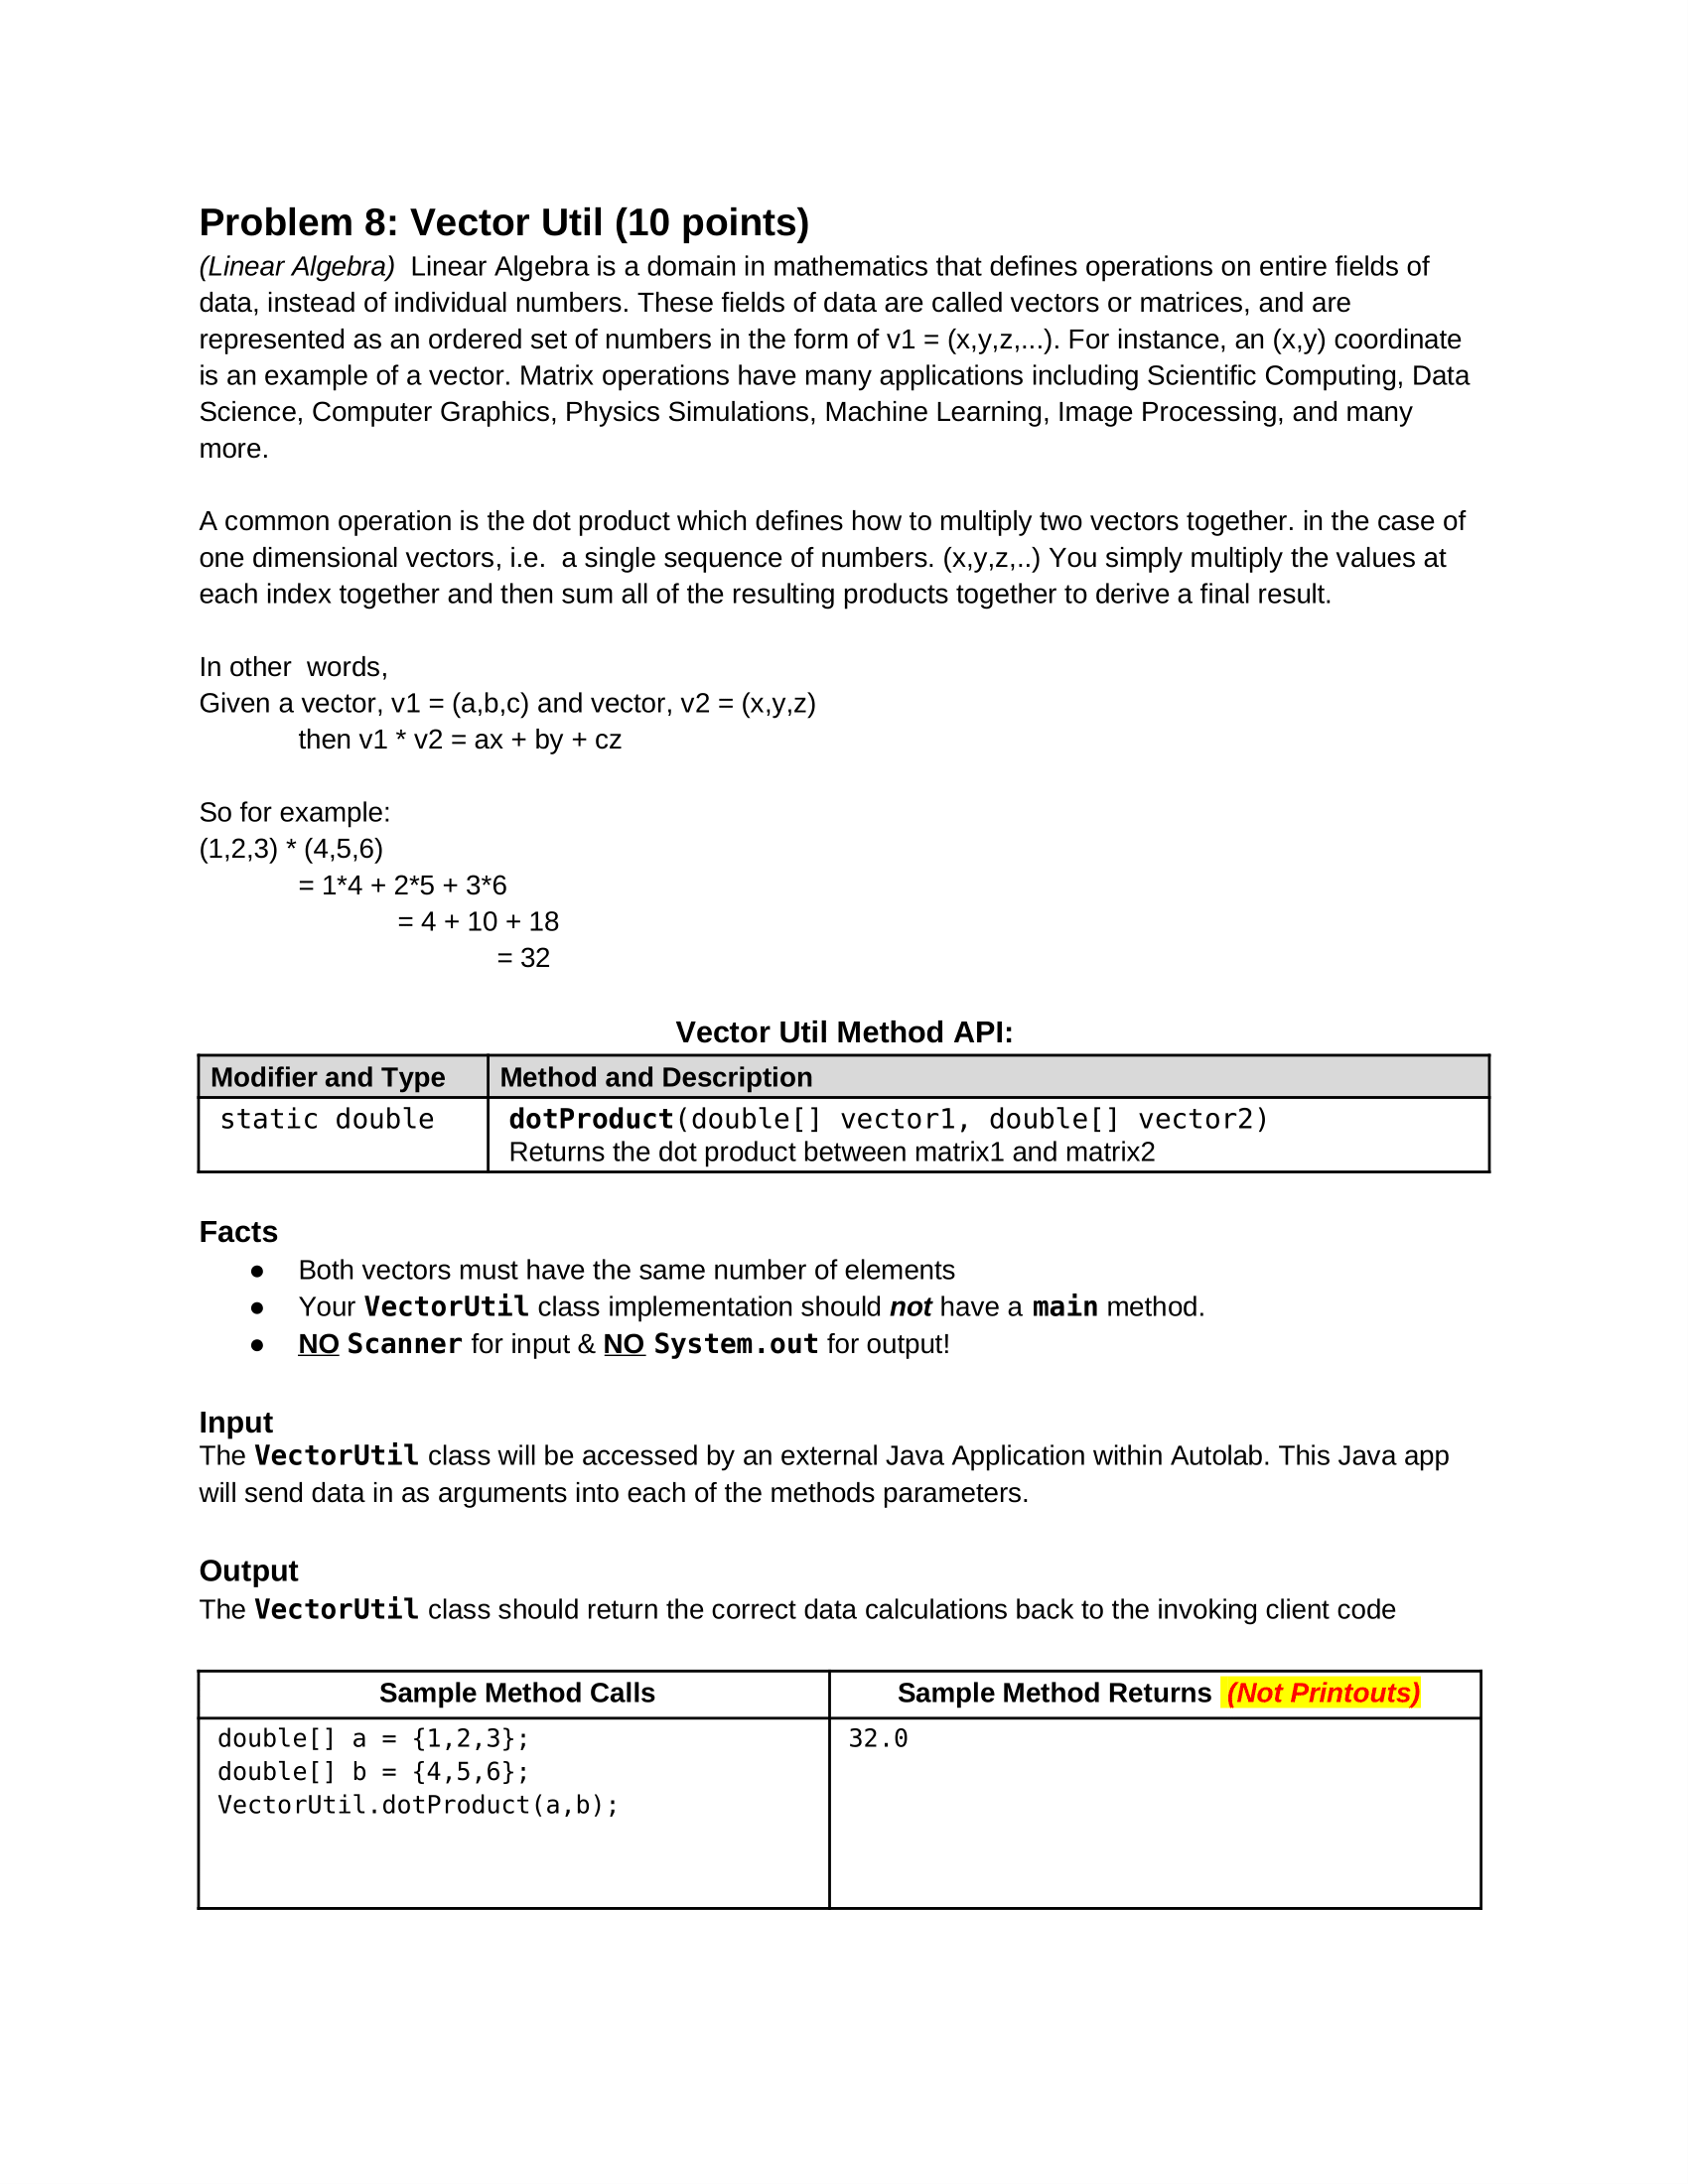 Problem 8: Vector Util (10 points)
(Linear Algebra)  Linear Algebra is a domain in mathematics that defines operations on entire fields of
data, instead of individual numbers. These fields of data are called vectors or matrices, and are
represented as an ordered set of numbers in the form of v1 = (x,y,z,...). For instance, an (x,y) coordinate
is an example of a vector. Matrix operations have many applications including Scientific Computing, Data
Science, Computer Graphics, Physics Simulations, Machine Learning, Image Processing, and many
more.
A common operation is the dot product which defines how to multiply two vectors together. in the case of
one dimensional vectors, i.e.  a single sequence of numbers. (x,y,z,..) You simply multiply the values at
each index together and then sum all of the resulting products together to derive a final result.
In other  words,
Given a vector, v1 = (a,b,c) and vector, v2 = (x,y,z)
then v1 * v2 = ax + by + cz
So for example:
(1,2,3) * (4,5,6)
= 1*4 + 2*5 + 3*6
= 4 + 10 + 18
= 32
Vector Util Method API:
Modifier and Type Method and Description
static double dotProduct(double[] vector1, double[] vector2)
Returns the dot product between matrix1 and matrix2
Facts
● Both vectors must have the same number of elements
● Your VectorUtil class implementation should not have a main method.
● NO Scanner for input & NO System.out for output!
Input
The VectorUtil class will be accessed by an external Java Application within Autolab. This Java app
will send data in as arguments into each of the methods parameters.
Output
The VectorUtil class should return the correct data calculations back to the invoking client code
Sample Method Calls Sample Method Returns (Not Printouts)
double[] a = {1,2,3}; 32.0
double[] b = {4,5,6};
VectorUtil.dotProduct(a,b);